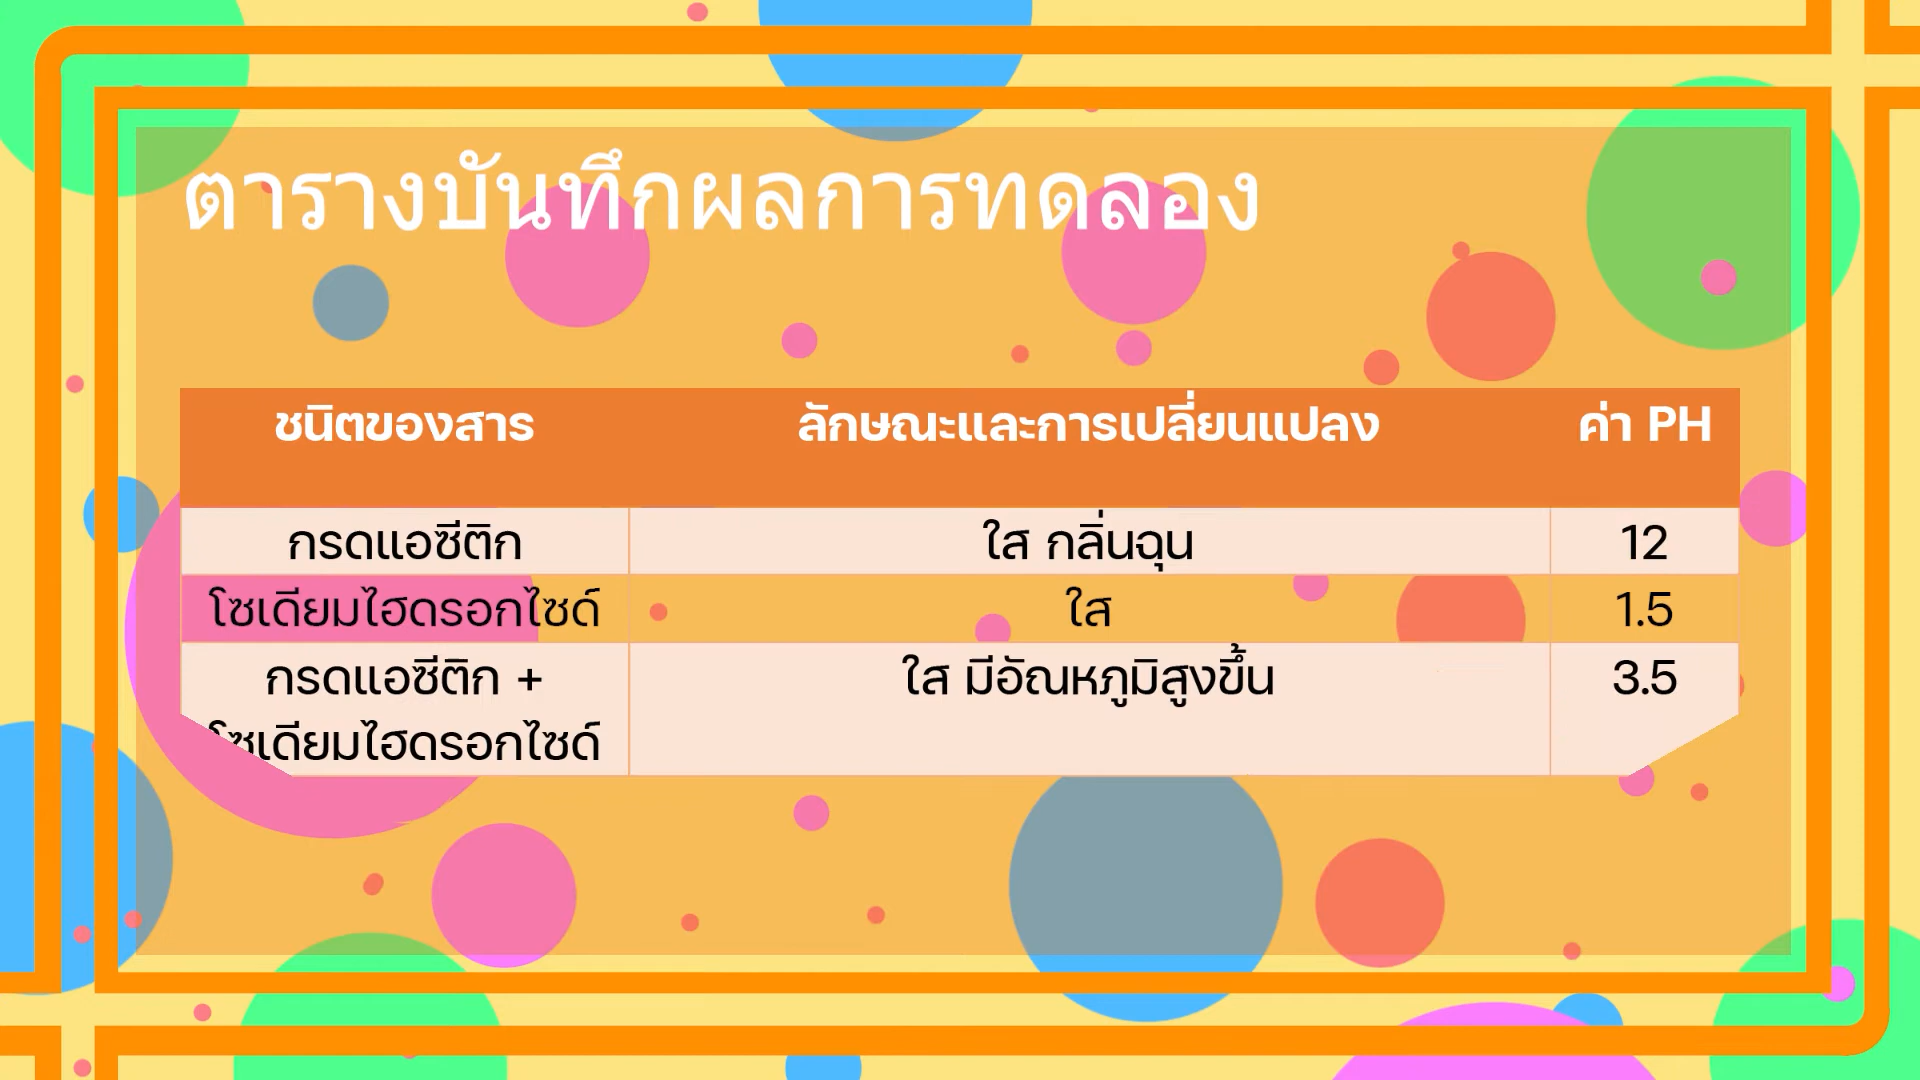 ตารางบันทึกผลการทดลอง
ชนิตของสาร ลักษณะและการเปลี่ยนแปลง ค่า PH
กรดแอซีติก ใส กลิ่นฉุน 12
โซเดียมไฮดรอกไซด์ ใส 1.5
กรดแอซีติก + ใส มีอัณหภูมิสูงขึ้น 3.5
โซเดียมไฮดรอกไซด์